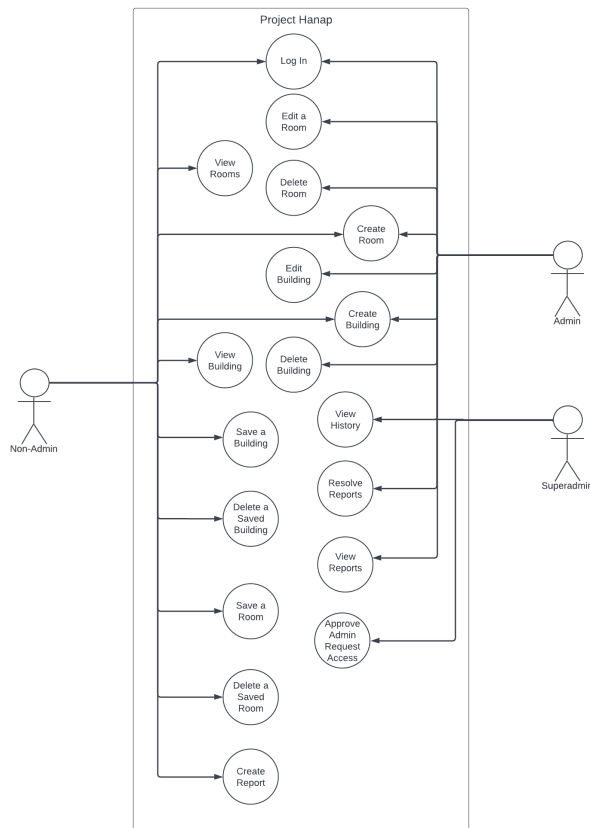 Project Hanap
Log In
Edit a
Room
View
Rooms
Delete
Room
Create
Room
Edit
Building
Create
Building
Admin
View
Building
Delete
Building
Non-Admin
View
History
Save a
Building
Superadmin
Resolve
Reports
Delete a
Saved
Building
View
Reports
Save a
Room
Approve
Admin
Request
Access
Delete a
Saved
Room
Create
Report